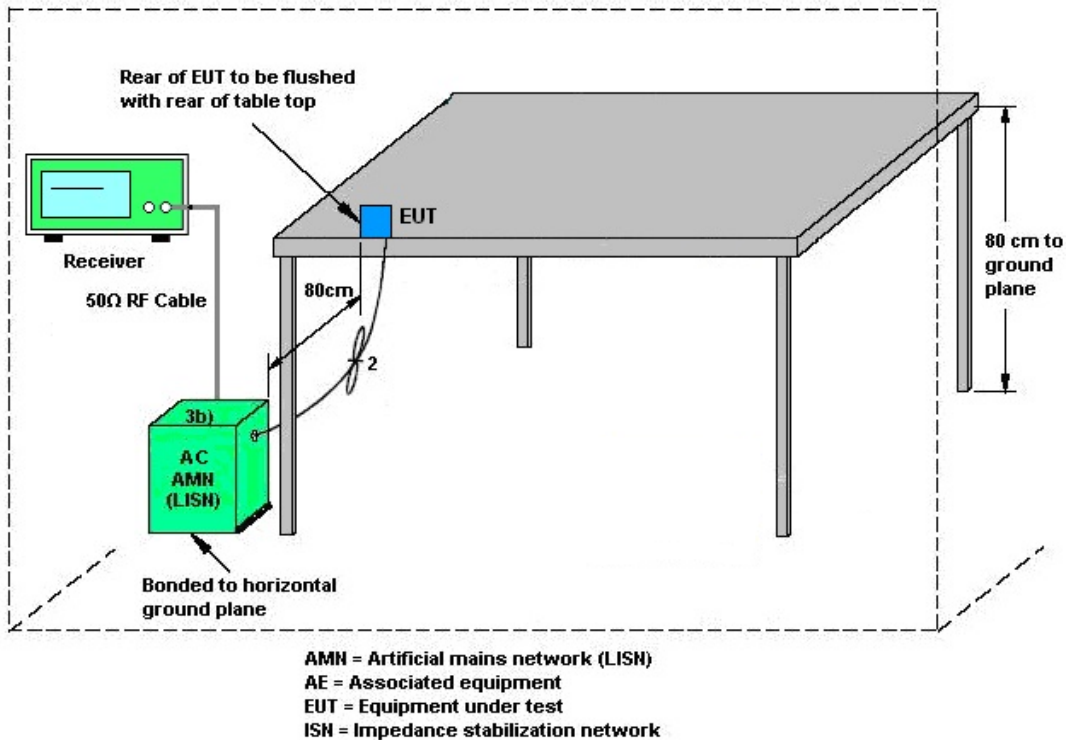 Rear of EUT to be flushed
with rear of table top
EUT
Receiver
50Ω RF Cable
80cm
80 cm to
ground
plane
2
3b)
AC
AMN
(LISN)
Bonded to horizontal
ground plane
AMN = Artificial mains network (LISN)
AE = Associated equipment
EUT = Equipment under test
ISN = Impedance stabilization network